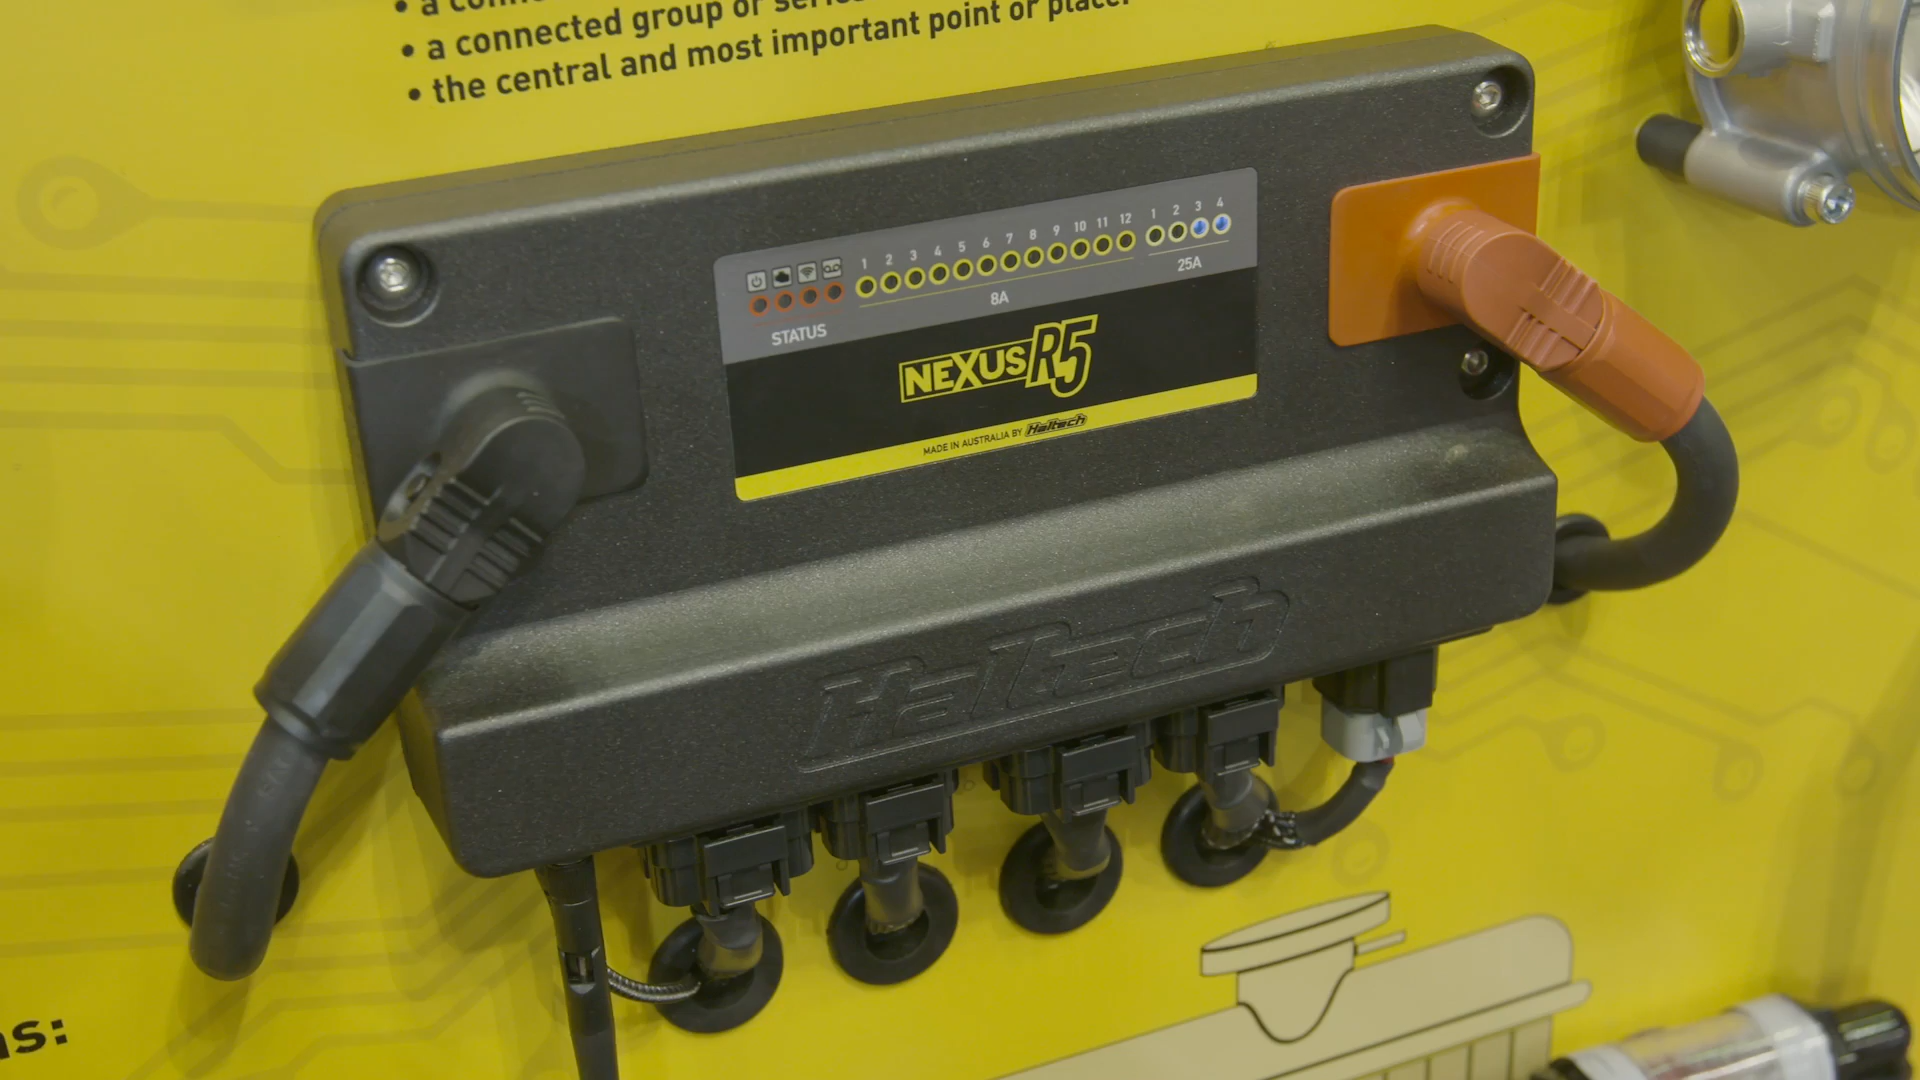 • a
• a connected group or
• the central and most important point or place.
1 2 3 4 5 6 7 8 9 10 11 12 1 2 3 4
STATUS
8A
25A
NEXUS R5
MADE IN AUSTRALIA BY Haltech
Haltech